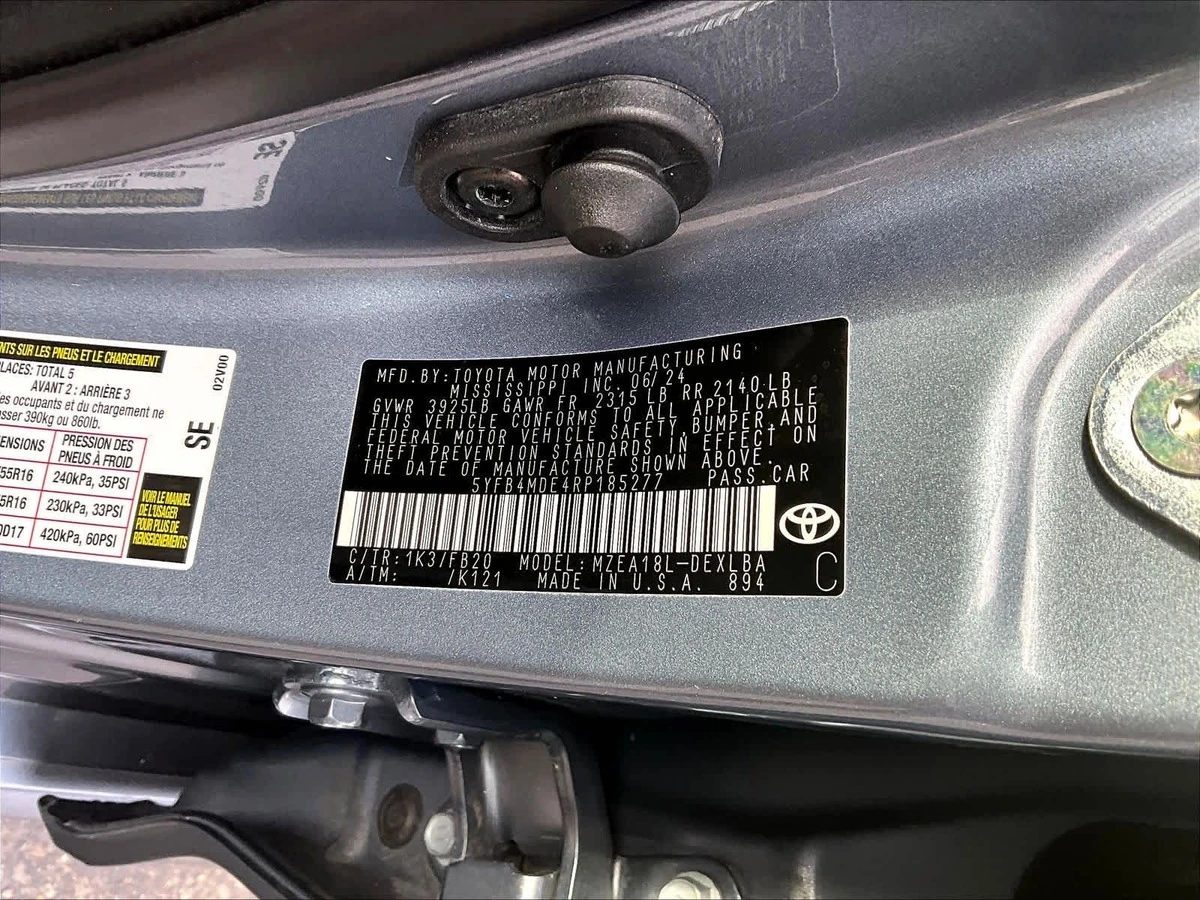 NTS SUR LES PNEUS ET LE CHARGEMENT
PLACES: TOTAL 5
AVANT 2 : ARRIÈRE 3
es occupants et du chargement ne
sser 390kg ou 860lb.
ENSIONS PRESSION DES PNEUS À FROID
55R16 240kPa, 35PSI
5R16 230kPa, 33PSI
0D17 420kPa, 60PSI
VOIR LE MANUEL
DE L'USAGER
POUR PLUS DE
RENSEIGNEMENTS
02V00
SE
MFD.BY:TOYOTA MOTOR MANUFACTURING
MISSISSIPPI INC. 06/24
GVWR 3925LB GAWR FR 2315 LB, RR 2140 LB.
THIS VEHICLE CONFORMS TO ALL APPLICABLE
FEDERAL MOTOR VEHICLE SAFETY,BUMPER,AND
THEFT PREVENTION STANDARDS IN EFFECT ON
THE DATE OF MANUFACTURE SHOWN ABOVE.
5YFB4MDE4RP185277 PASS.CAR
C/TR:1K3/FB20 MODEL:MZEA18L-DEXLBA
A/TM: /K121 MADE IN U.S.A. 894
C